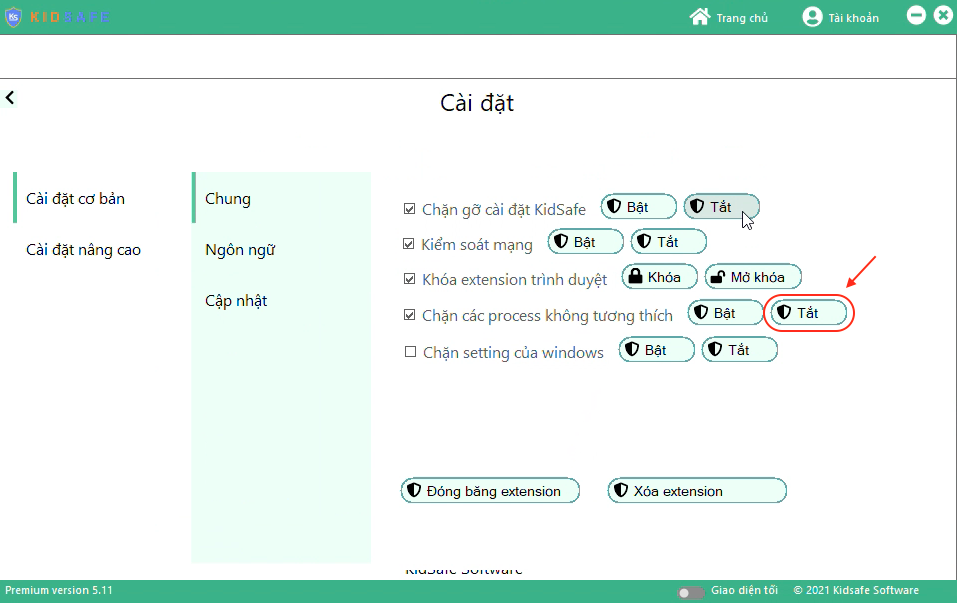 Ks KIDSAFE Trang chủ Tài khoản
Cài đặt
Cài đặt cơ bản
Cài đặt nâng cao
Chung
Ngôn ngữ
Cập nhật
Chặn gỡ cài đặt KidSafe Bật Tắt
Kiểm soát mạng Bật Tắt
Khóa extension trình duyệt Khóa Mở khóa
Chặn các process không tương thích Bật Tắt
Chặn setting của windows Bật Tắt
Đóng băng extension Xóa extension
KidSafe Software
Premium version 5.11 Giao diện tối © 2021 Kidsafe Software